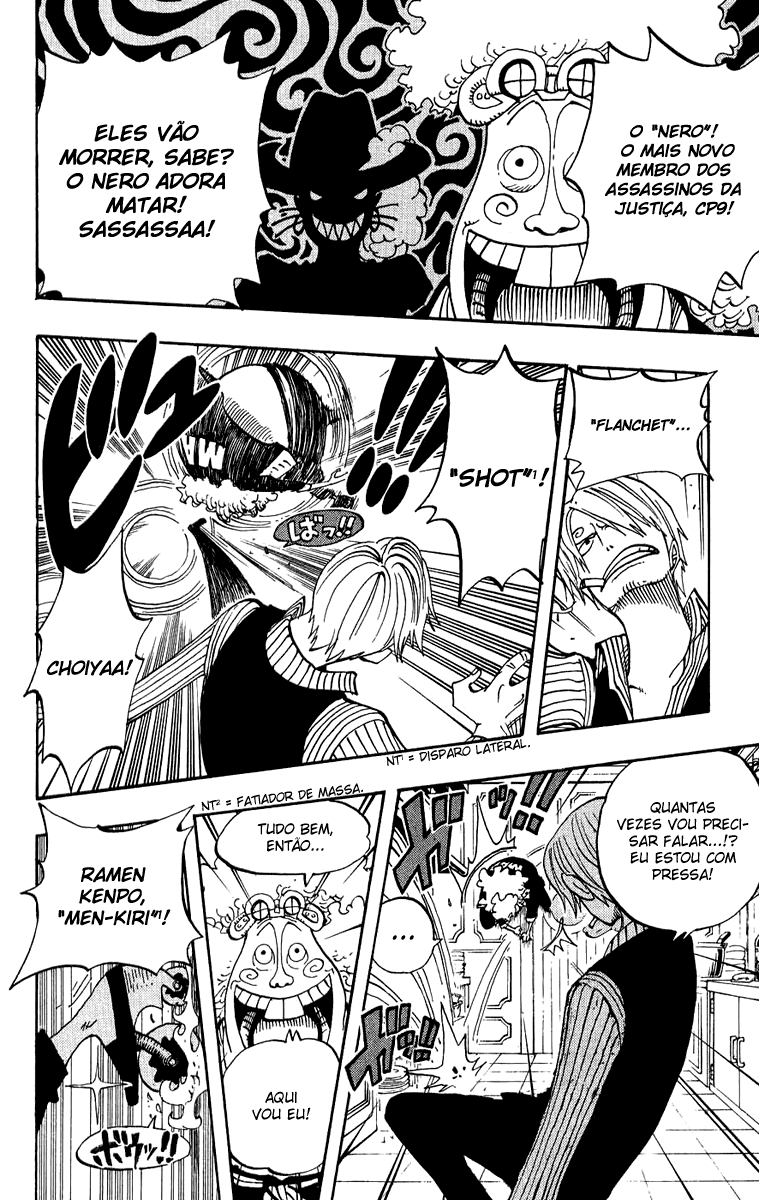 O "NERO"!
O MAIS NOVO
MEMBRO DOS
ASSASSINOS DA
JUSTIÇA, CP9!
ELES VÃO
MORRER, SABE?
O NERO ADORA
MATAR!
SASSASSAA!
"FLANCHET"...
"SHOT"¹!
ばっ!!
CHOIYAA!
NT¹ = DISPARO LATERAL.
NT² = FATIADOR DE MASSA.
QUANTAS
VEZES VOU PRECI-
SAR FALAR...!?
EU ESTOU COM
PRESSA!
...
TUDO BEM,
ENTÃO...
AQUI
VOU EU!
RAMEN
KENPO,
"MEN-KIRI"²!